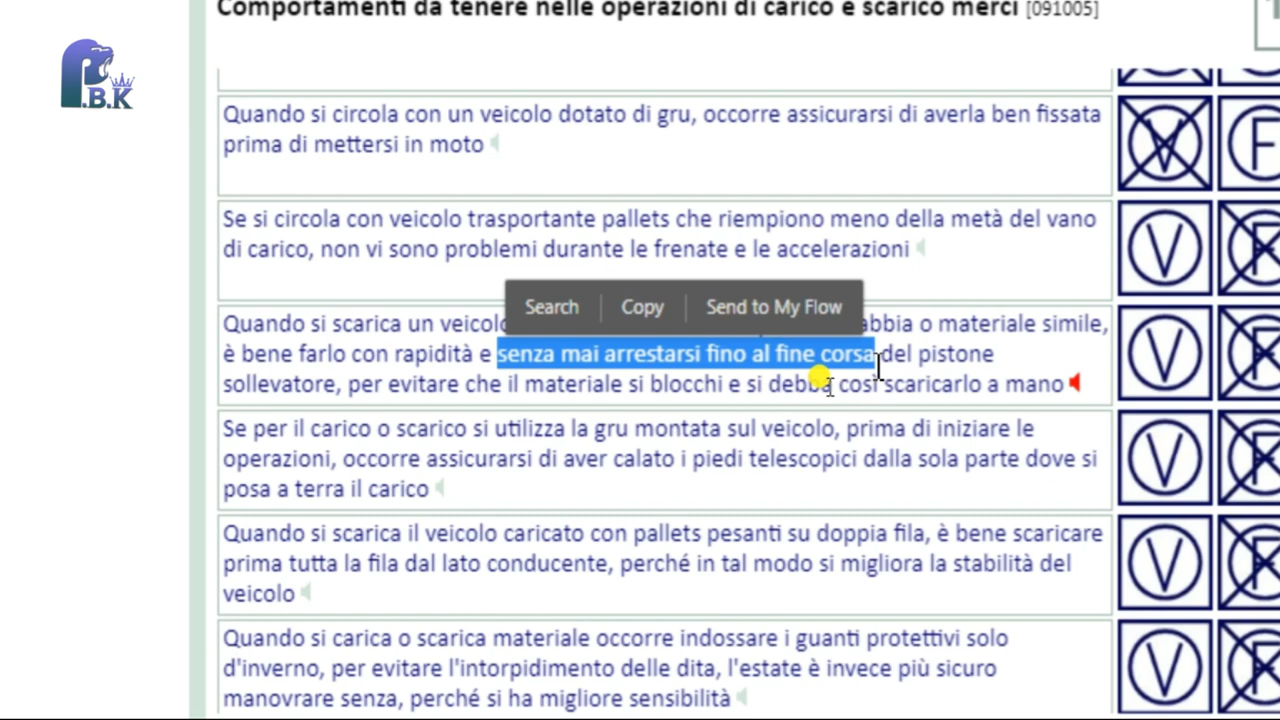 Comportamenti da tenere nelle operazioni di carico e scarico merci [091005]
P.B.K
Quando si circola con un veicolo dotato di gru, occorre assicurarsi di averla ben fissata
prima di mettersi in moto
V F
Se si circola con veicolo trasportante pallets che riempiono meno della metà del vano
di carico, non vi sono problemi durante le frenate e le accelerazioni
V F
Search Copy Send to My Flow
Quando si scarica un veicolo abbia o materiale simile,
è bene farlo con rapidità e senza mai arrestarsi fino al fine corsa del pistone
sollevatore, per evitare che il materiale si blocchi e si debba così scaricarlo a mano
V F
Se per il carico o scarico si utilizza la gru montata sul veicolo, prima di iniziare le
operazioni, occorre assicurarsi di aver calato i piedi telescopici dalla sola parte dove si
posa a terra il carico
V F
Quando si scarica il veicolo caricato con pallets pesanti su doppia fila, è bene scaricare
prima tutta la fila dal lato conducente, perché in tal modo si migliora la stabilità del
veicolo
V F
Quando si carica o scarica materiale occorre indossare i guanti protettivi solo
d'inverno, per evitare l'intorpidimento delle dita, l'estate è invece più sicuro
manovrare senza, perché si ha migliore sensibilità
V F